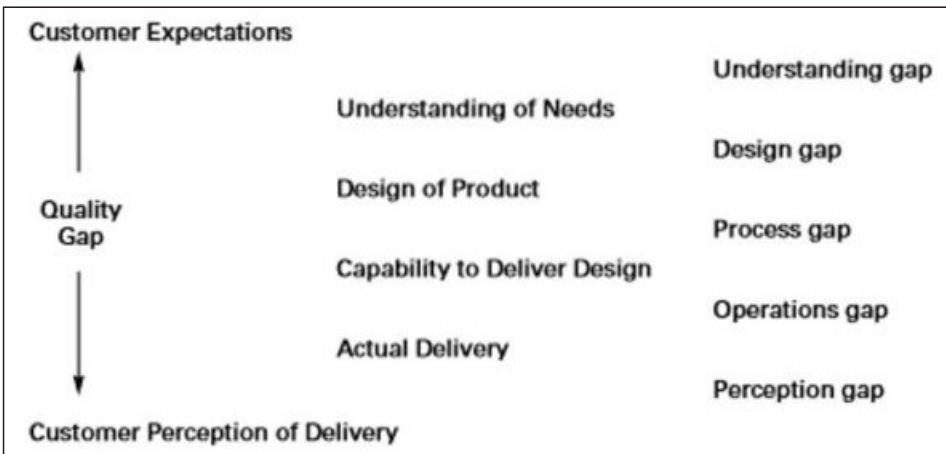 Customer Expectations
Understanding gap
Understanding of Needs
Design gap
Design of Product
Quality
Gap
Process gap
Capability to Deliver Design
Operations gap
Actual Delivery
Perception gap
Customer Perception of Delivery